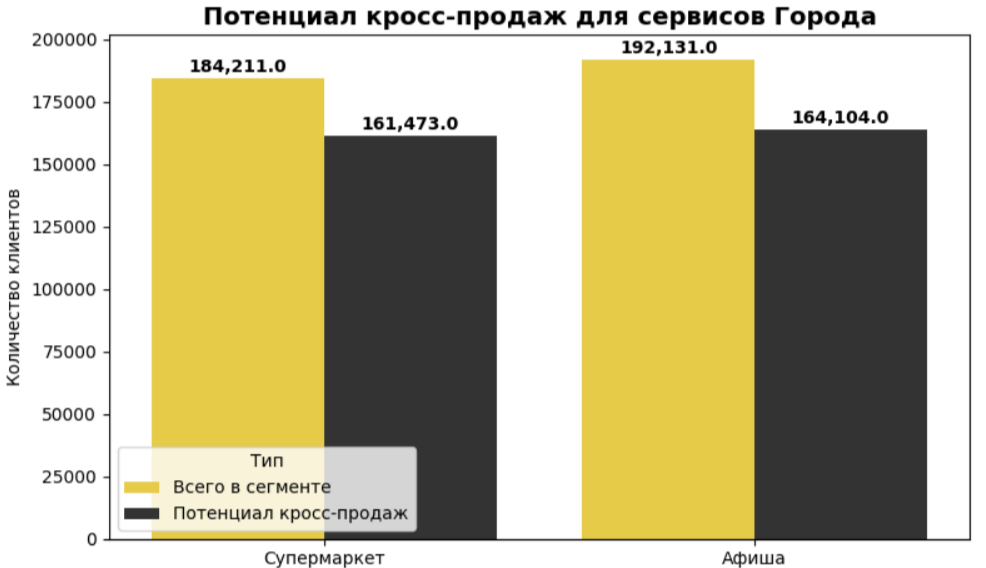 Потенциал кросс-продаж для сервисов Города
Количество клиентов
200000
175000
150000
125000
100000
75000
50000
25000
0
184,211.0
161,473.0
192,131.0
164,104.0
Тип
Всего в сегменте
Потенциал кросс-продаж
Супермаркет
Афиша